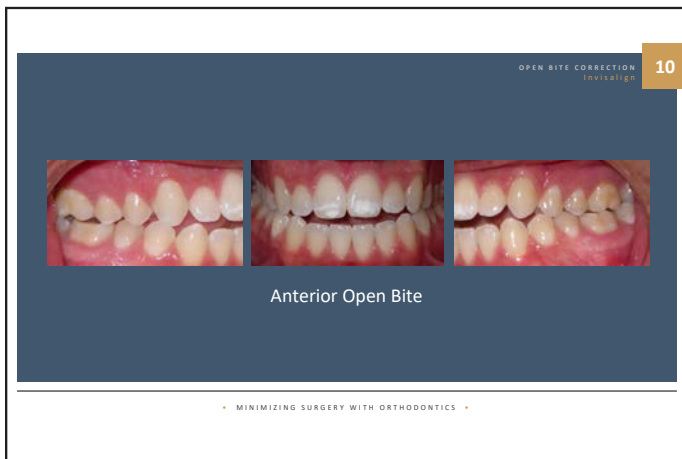 OPEN BITE CORRECTION
Invisalign
10
Anterior Open Bite
• MINIMIZING SURGERY WITH ORTHODONTICS •